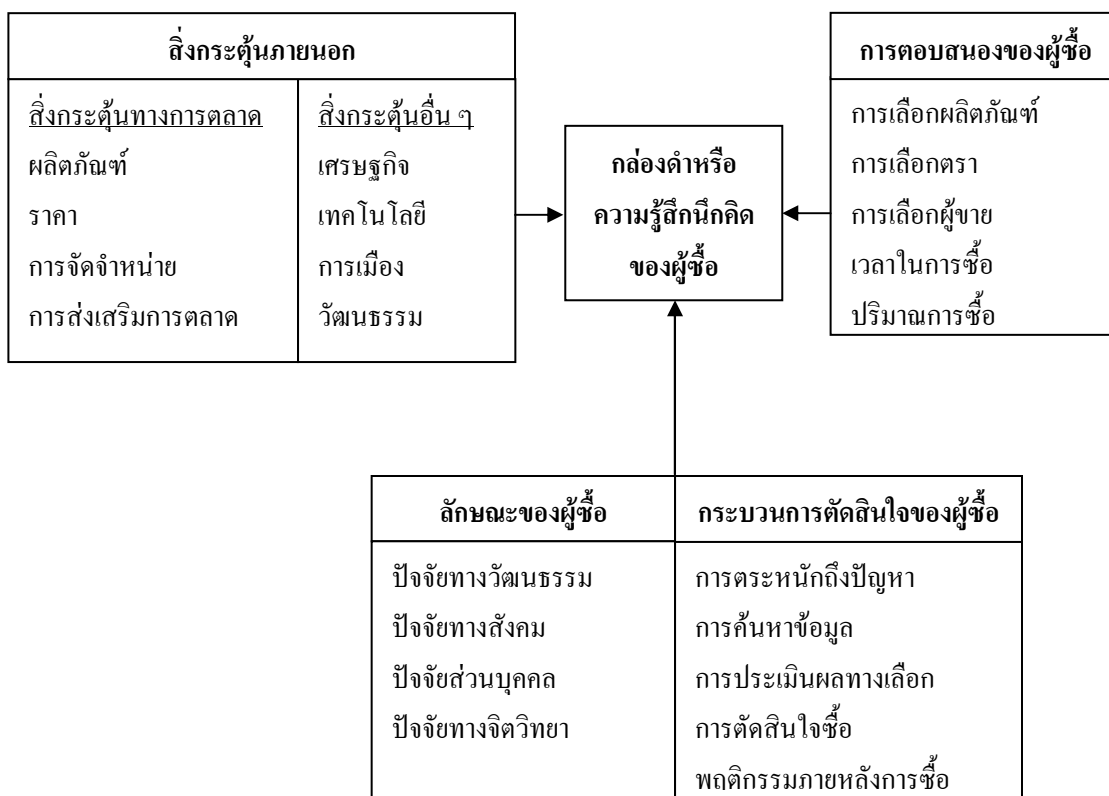 สิ่งกระตุ้นภายนอก
สิ่งกระตุ้นทางการตลาด
ผลิตภัณฑ์
ราคา
การจัดจำหน่าย
การส่งเสริมการตลาด
สิ่งกระตุ้นอื่น ๆ
เศรษฐกิจ
เทคโนโลยี
การเมือง
วัฒนธรรม
กล่องดำหรือ
ความรู้สึกนึกคิด
ของผู้ซื้อ
การตอบสนองของผู้ซื้อ
การเลือกผลิตภัณฑ์
การเลือกตรา
การเลือกผู้ขาย
เวลาในการซื้อ
ปริมาณการซื้อ
ลักษณะของผู้ซื้อ
ปัจจัยทางวัฒนธรรม
ปัจจัยทางสังคม
ปัจจัยส่วนบุคคล
ปัจจัยทางจิตวิทยา
กระบวนการตัดสินใจของผู้ซื้อ
การตระหนักถึงปัญหา
การค้นหาข้อมูล
การประเมินผลทางเลือก
การตัดสินใจซื้อ
พฤติกรรมภายหลังการซื้อ